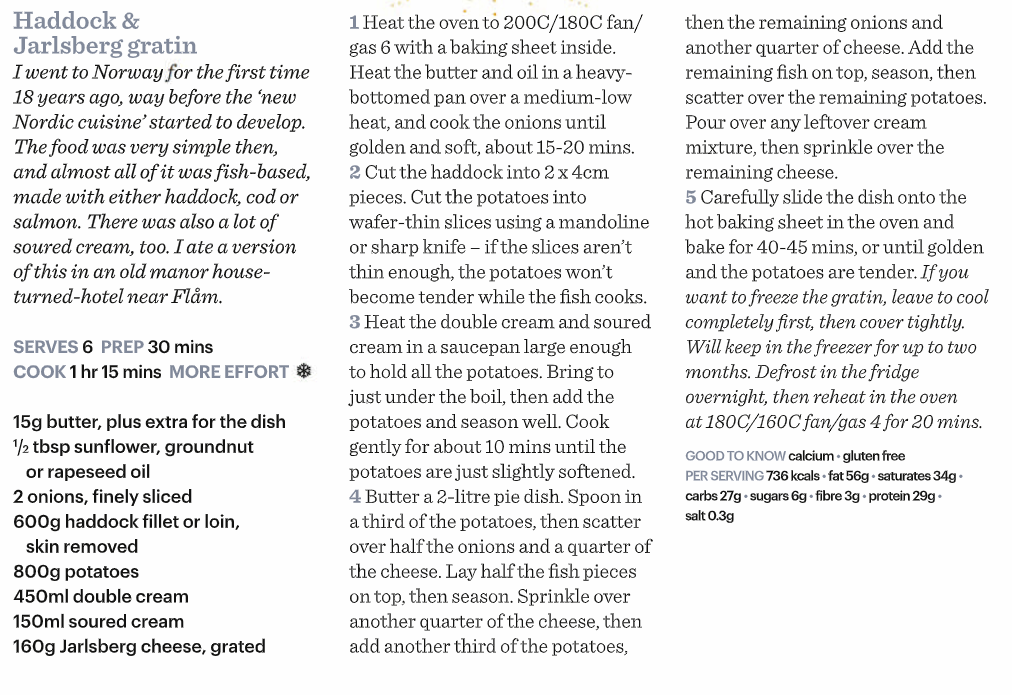 Haddock &
Jarlsberg gratin
I went to Norway for the first time
18 years ago, way before the ‘new
Nordic cuisine’ started to develop.
The food was very simple then,
and almost all of it was fish-based,
made with either haddock, cod or
salmon. There was also a lot of
soured cream, too. I ate a version
of this in an old manor house-
turned-hotel near Flåm.
SERVES 6 PREP 30 mins
COOK 1 hr 15 mins MORE EFFORT ❄
15g butter, plus extra for the dish
1/2 tbsp sunflower, groundnut
or rapeseed oil
2 onions, finely sliced
600g haddock fillet or loin,
skin removed
800g potatoes
450ml double cream
150ml soured cream
160g Jarlsberg cheese, grated
1 Heat the oven to 200C/180C fan/
gas 6 with a baking sheet inside.
Heat the butter and oil in a heavy-
bottomed pan over a medium-low
heat, and cook the onions until
golden and soft, about 15-20 mins.
2 Cut the haddock into 2 x 4cm
pieces. Cut the potatoes into
wafer-thin slices using a mandoline
or sharp knife – if the slices aren’t
thin enough, the potatoes won’t
become tender while the fish cooks.
3 Heat the double cream and soured
cream in a saucepan large enough
to hold all the potatoes. Bring to
just under the boil, then add the
potatoes and season well. Cook
gently for about 10 mins until the
potatoes are just slightly softened.
4 Butter a 2-litre pie dish. Spoon in
a third of the potatoes, then scatter
over half the onions and a quarter of
the cheese. Lay half the fish pieces
on top, then season. Sprinkle over
another quarter of the cheese, then
add another third of the potatoes,
then the remaining onions and
another quarter of cheese. Add the
remaining fish on top, season, then
scatter over the remaining potatoes.
Pour over any leftover cream
mixture, then sprinkle over the
remaining cheese.
5 Carefully slide the dish onto the
hot baking sheet in the oven and
bake for 40-45 mins, or until golden
and the potatoes are tender. If you
want to freeze the gratin, leave to cool
completely first, then cover tightly.
Will keep in the freezer for up to two
months. Defrost in the fridge
overnight, then reheat in the oven
at 180C/160C fan/gas 4 for 20 mins.
GOOD TO KNOW calcium • gluten free
PER SERVING 736 kcals • fat 56g • saturates 34g •
carbs 27g • sugars 6g • fibre 3g • protein 29g •
salt 0.3g